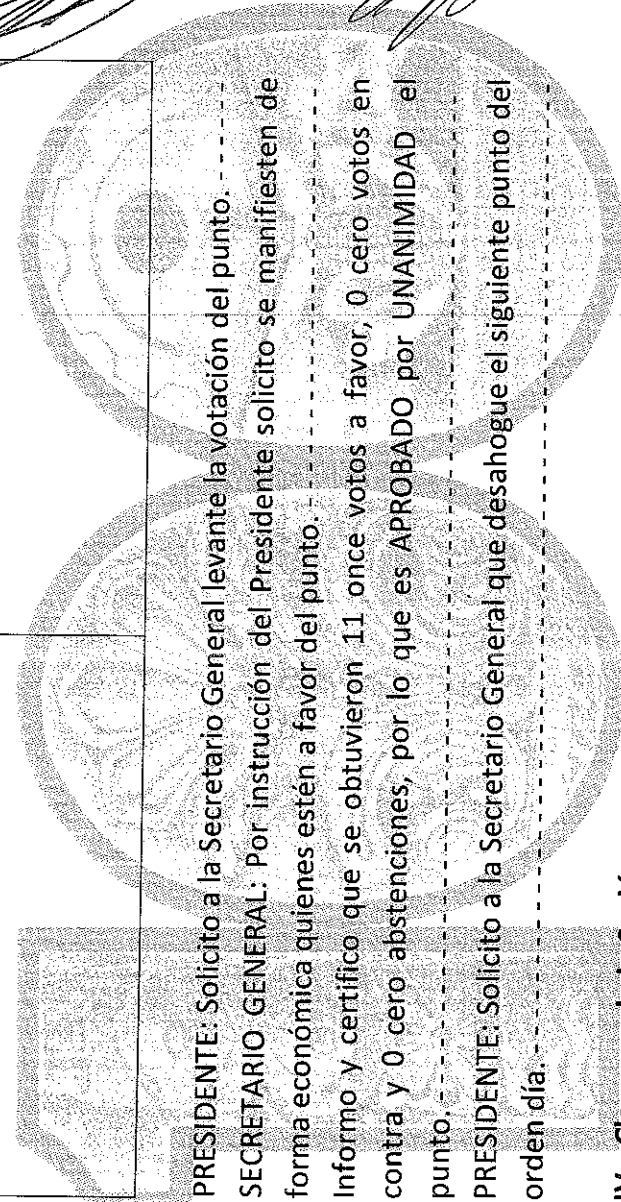 PRESIDENTE: Solicito a la Secretario General levante la votación del punto. - - - - -
SECRETARIO GENERAL: Por instrucción del Presidente solicito se manifiesten de
forma económica quienes estén a favor del punto. - - - - - - - - - - - - - - - - - - - -
Informo y certifico que se obtuvieron 11 once votos a favor, 0 cero votos en
contra y 0 cero abstenciones, por lo que es APROBADO por UNANIMIDAD el
punto. - - - - - - - - - - - - - - - - - - - - - - - - - - - - - - - - - - - - - - - - - - - - - - - -
PRESIDENTE: Solicito a la Secretario General que desahogue el siguiente punto del
orden día. - - - - - - - - - - - - - - - - - - - - - - - - - - - - - - - - - - - - - - - - - - - - -